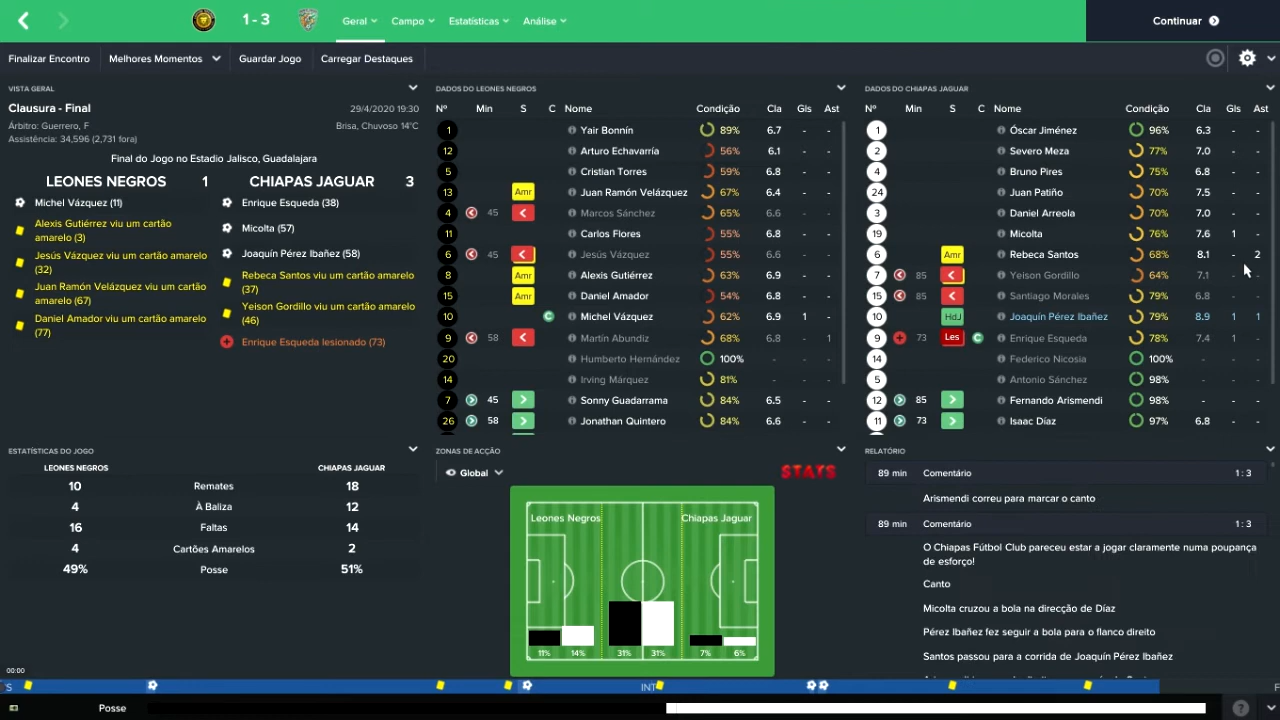 1 - 3
Geral
Campo
Estatísticas
Análise
Continuar
Finalizar Encontro
Melhores Momentos
Guardar Jogo
Carregar Destaques
VISTA GERAL
Clausura - Final
29/4/2020 19:30
Árbitro: Guerrero, F
Brisa, Chuvoso 14°C
Assistência: 34,596 (2,731 fora)
Final do Jogo no Estadio Jalisco, Guadalajara
LEONES NEGROS 1
CHIAPAS JAGUAR 3
Michel Vázquez (11)
Alexis Gutiérrez viu um cartão
amarelo (3)
Jesús Vázquez viu um cartão amarelo
(32)
Juan Ramón Velázquez viu um cartão
amarelo (67)
Daniel Amador viu um cartão amarelo
(77)
Enrique Esqueda (38)
Micolta (57)
Joaquín Pérez Ibañez (58)
Rebeca Santos viu um cartão amarelo
(37)
Yeison Gordillo viu um cartão amarelo
(46)
Enrique Esqueda lesionado (73)
DADOS DO LEONES NEGROS
Nº Min S C Nome Condição Cla Gls Ast
1 Yair Bonnín 89% 6.7 - -
12 Arturo Echavarría 56% 6.1 - -
5 Cristian Torres 59% 6.8 - -
13 Amr Juan Ramón Velázquez 67% 6.4 - -
4 45 Marcos Sánchez 65% 6.6 - -
11 Carlos Flores 55% 6.8 - -
6 45 Jesús Vázquez 55% 6.6 - -
8 Amr Alexis Gutiérrez 63% 6.9 - -
15 Amr Daniel Amador 54% 6.8 - -
10 C Michel Vázquez 62% 6.9 1 -
9 58 Martín Abundiz 68% 6.8 - 1
20 Humberto Hernández 100% - - -
14 Irving Márquez 81% - - -
7 45 Sonny Guadarrama 84% 6.5 - -
26 58 Jonathan Quintero 84% 6.6 - -
DADOS DO CHIAPAS JAGUAR
Nº Min S C Nome Condição Cla Gls Ast
1 Óscar Jiménez 96% 6.3 - -
2 Severo Meza 77% 7.0 - -
4 Bruno Pires 75% 6.8 - -
24 Juan Patiño 70% 7.5 - -
3 Daniel Arreola 70% 7.0 - -
19 Micolta 76% 7.6 1 -
6 Amr Rebeca Santos 68% 8.1 - 2
7 85 Yeison Gordillo 64% 7.1 - -
15 85 Santiago Morales 79% 6.8 - -
10 HdJ Joaquín Pérez Ibañez 79% 8.9 1 1
9 73 Les C Enrique Esqueda 78% 7.4 1 -
14 Federico Nicosia 100% - - -
5 Antonio Sánchez 98% - - -
12 85 Fernando Arismendi 98% - - -
11 73 Isaac Díaz 97% 6.8 - -
ESTATÍSTICAS DO JOGO
LEONES NEGROS CHIAPAS JAGUAR
10 Remates 18
4 À Baliza 12
16 Faltas 14
4 Cartões Amarelos 2
49% Posse 51%
ZONAS DE ACÇÃO
Global
STATS
Leones Negros Chiapas Jaguar
11% 14% 31% 31% 7% 6%
RELATÓRIO
89 min Comentário 1 : 3
Arismendi correu para marcar o canto
89 min Comentário 1 : 3
O Chiapas Fútbol Club pareceu estar a jogar claramente numa poupança
de esforço!
Canto
Micolta cruzou a bola na direcção de Díaz
Pérez Ibañez fez seguir a bola para o flanco direito
Santos passou para a corrida de Joaquín Pérez Ibañez
00:00
'S INT F
Posse
?